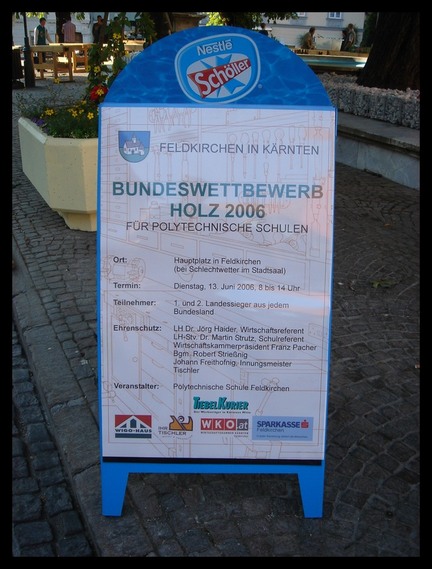 Nestlé
Schöller
FELDKIRCHEN IN KÄRNTEN
BUNDESWETTBEWERB
HOLZ 2006
FÜR POLYTECHNISCHE SCHULEN
Ort: Hauptplatz in Feldkirchen
(bei Schlechtwetter im Stadtsaal)
Termin: Dienstag, 13. Juni 2006, 8 bis 14 Uhr
Teilnehmer: 1. und 2. Landessieger aus jedem
Bundesland
Ehrenschutz: LH Dr. Jörg Haider, Wirtschaftsreferent
LH-Stv. Dr. Martin Strutz, Schulreferent
Wirtschaftskammerpräsident Franz Pacher
Bgm. Robert Strießnig
Johann Freithofnig, Innungsmeister
Tischler
Veranstalter: Polytechnische Schule Feldkirchen
TIEBELKURIER
WIGO-HAUS
TISCHLER
WKO.at
SPARKASSE
Feldkirchen